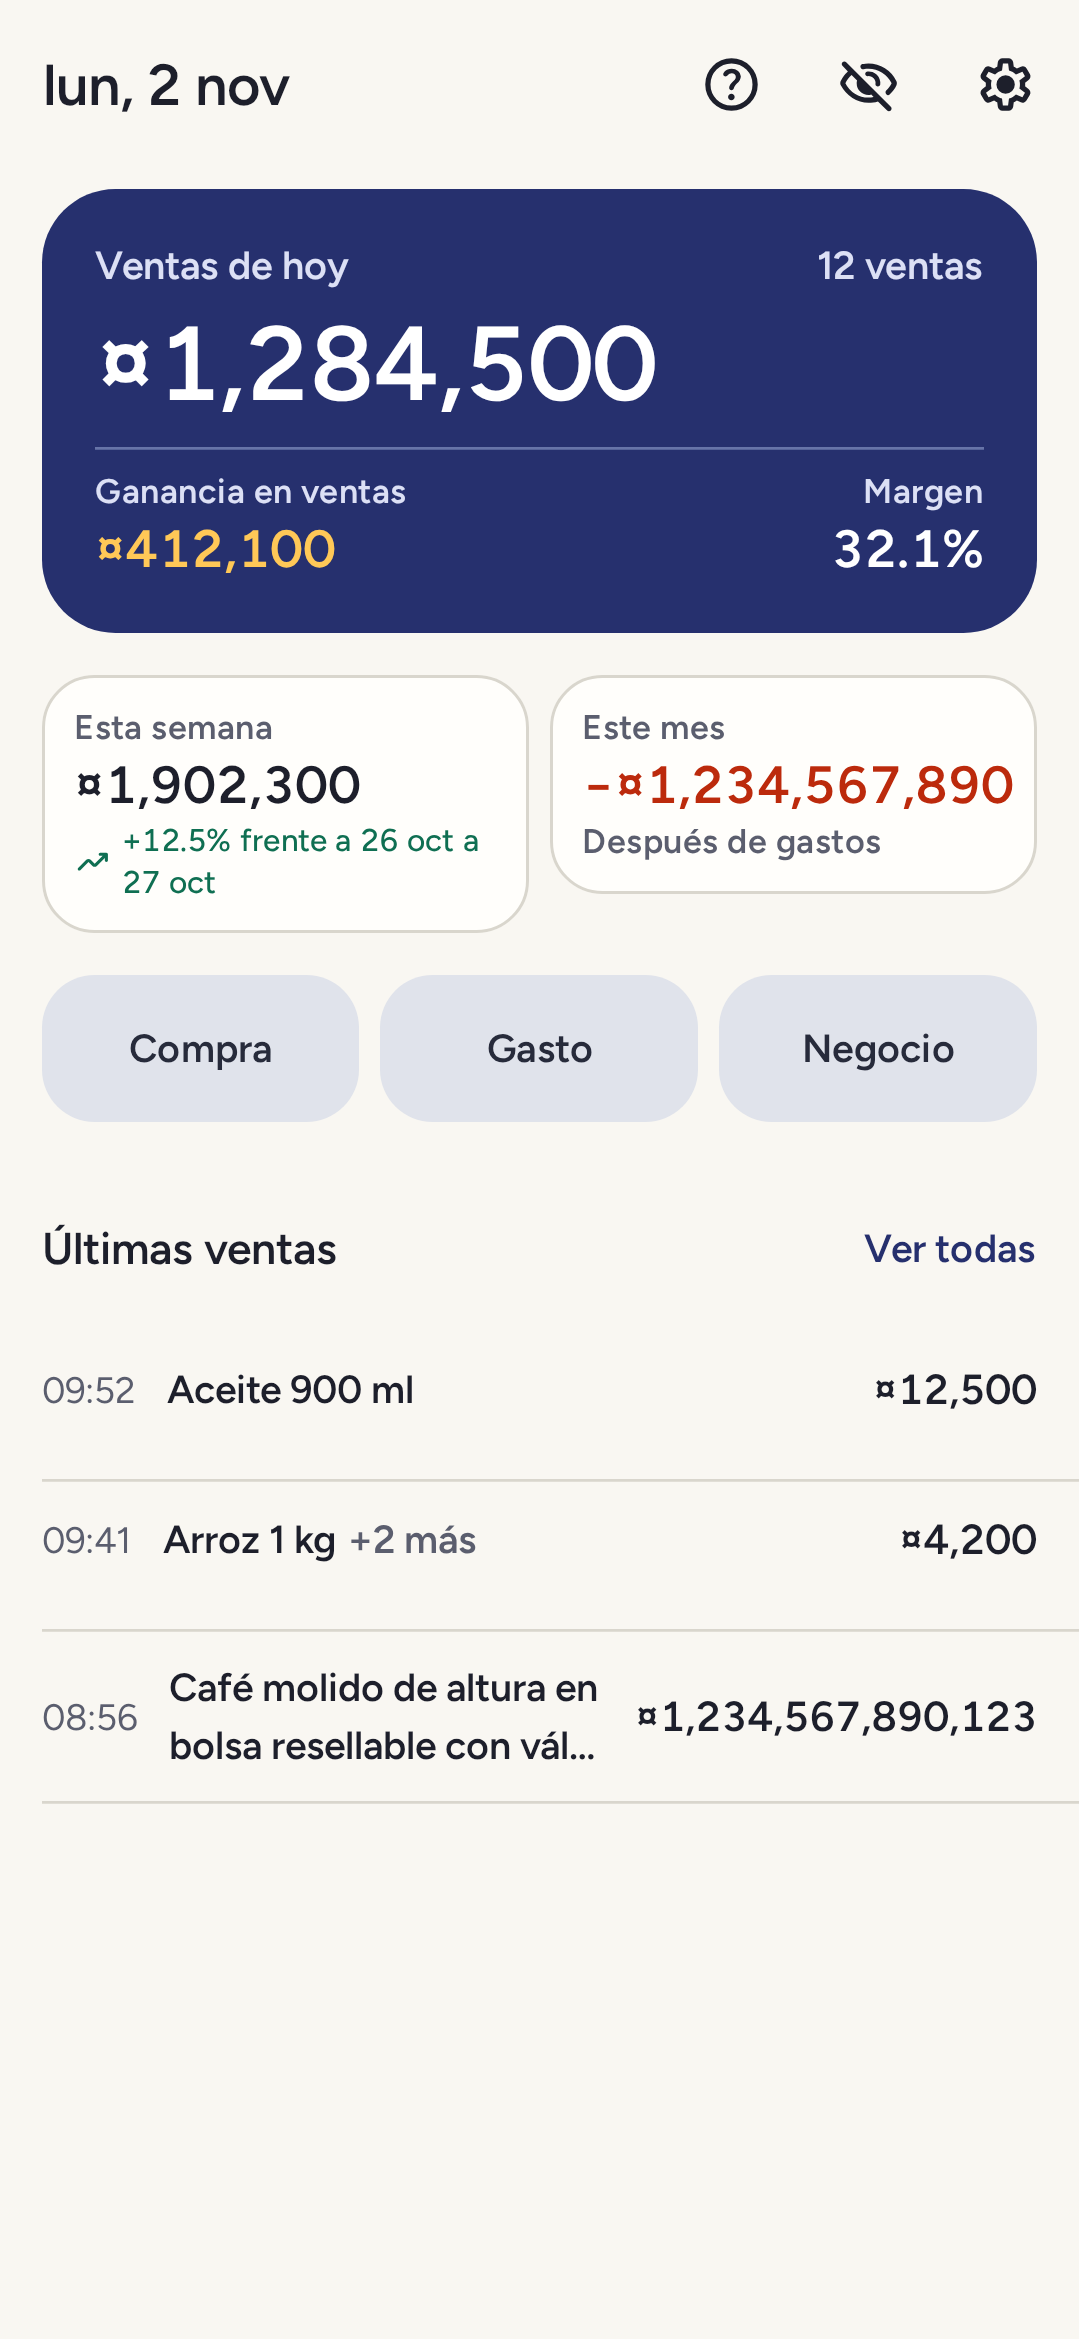 lun, 2 nov
Ventas de hoy
12 ventas
¤1,284,500
Ganancia en ventas
Margen
¤412,100
32.1%
Esta semana
¤1,902,300
+12.5% frente a 26 oct a
27 oct
Este mes
−¤1,234,567,890
Después de gastos
Compra
Gasto
Negocio
Últimas ventas
Ver todas
09:52 Aceite 900 ml ¤12,500
09:41 Arroz 1 kg +2 más ¤4,200
08:56 Café molido de altura en
bolsa resellable con vál...
¤1,234,567,890,123